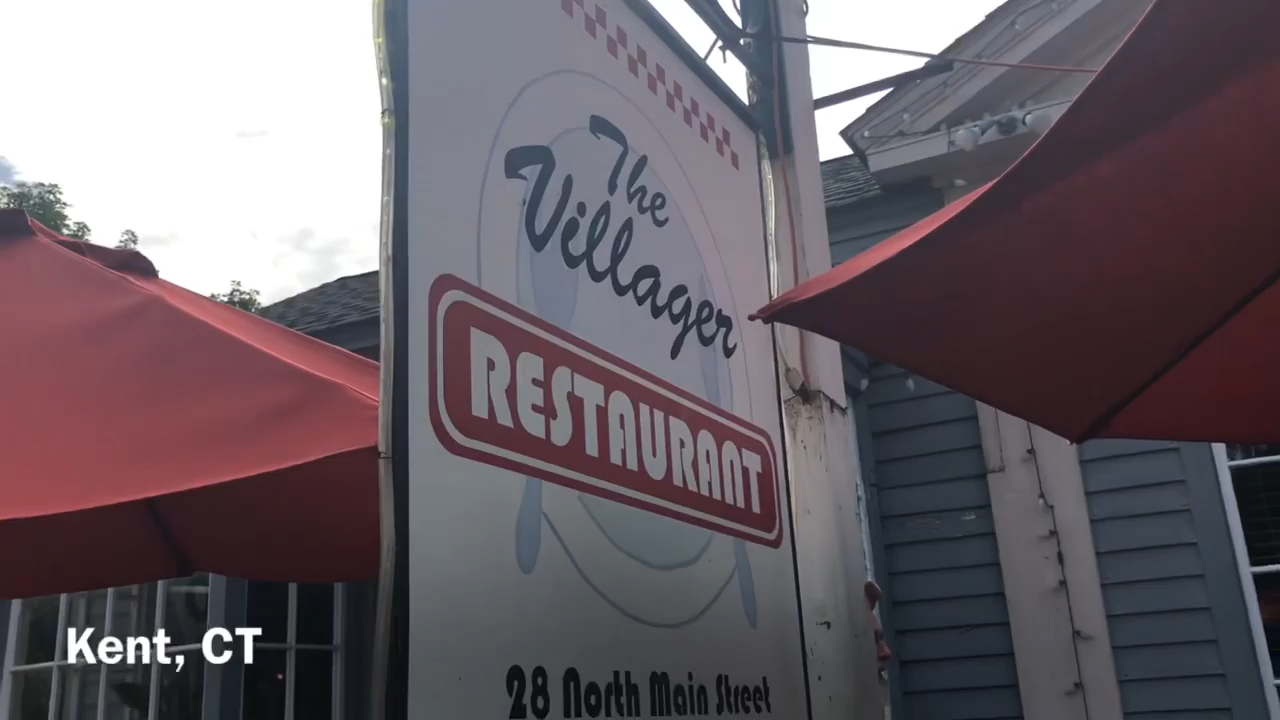 The
Villager
RESTAURANT
28 North Main Street
Kent, CT